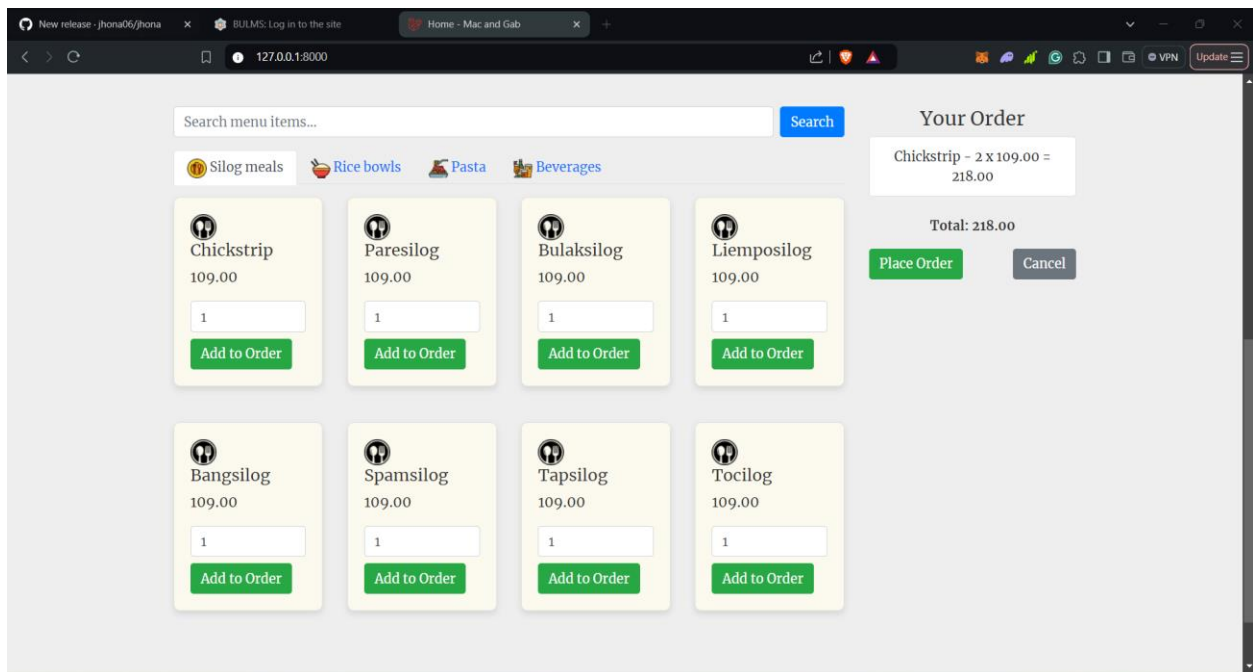 New release · jhona06/jhona
BULMS: Log in to the site
Home - Mac and Gab
127.0.0.1:8000
VPN
Update
Search menu items...
Search
Silog meals
Rice bowls
Pasta
Beverages
Chickstrip
109.00
1
Add to Order
Paresilog
109.00
1
Add to Order
Bulaksilog
109.00
1
Add to Order
Liemposilog
109.00
1
Add to Order
Bangsilog
109.00
1
Add to Order
Spamsilog
109.00
1
Add to Order
Tapsilog
109.00
1
Add to Order
Tocilog
109.00
1
Add to Order
Your Order
Chickstrip - 2 x 109.00 =
218.00
Total: 218.00
Place Order
Cancel